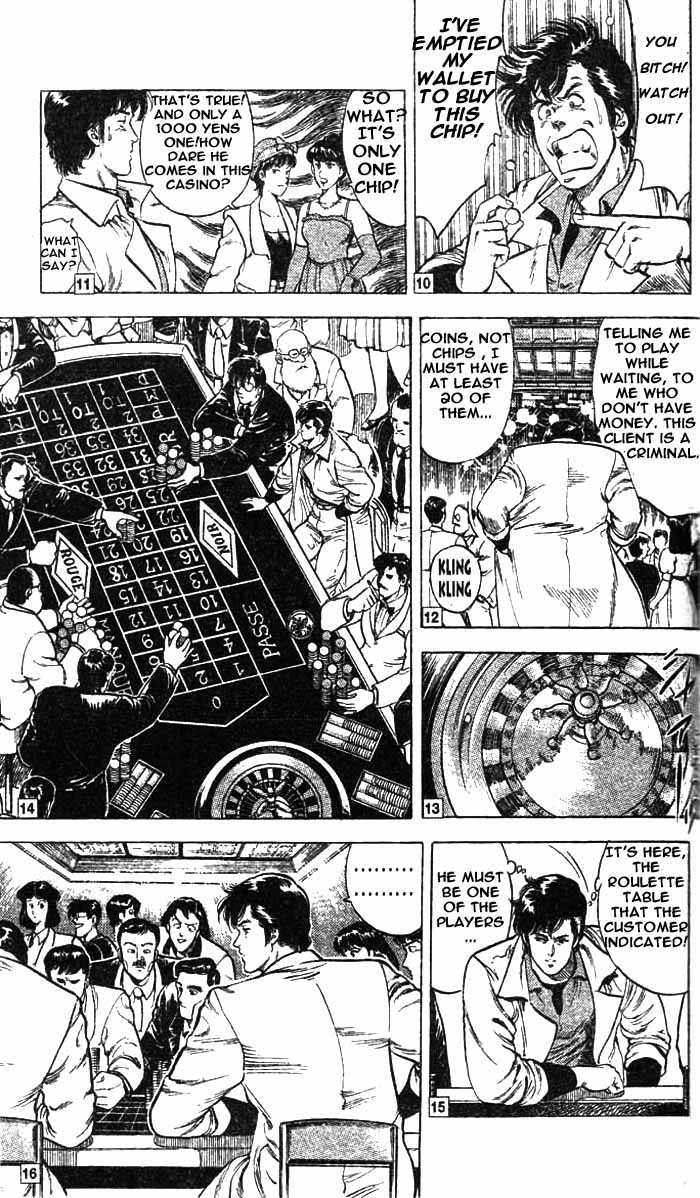 I'VE
EMPTIED
MY
WALLET
TO BUY
THIS
CHIP!
YOU
BITCH!
WATCH
OUT!
10
SO
WHAT?
IT'S
ONLY
ONE
CHIP!
THAT'S TRUE!
AND ONLY A
1000 YENS
ONE!HOW
DARE HE
COMES IN THIS
CASINO?
WHAT
CAN I
SAY?
11
TELLING ME
TO PLAY
WHILE
WAITING, TO
ME WHO
DON'T HAVE
MONEY. THIS
CLIENT IS A
CRIMINAL.
COINS, NOT
CHIPS , I
MUST HAVE
AT LEAST
20 OF
THEM...
KLING
KLING
12
13
ROUGE
NOIR
PASSE
14
IT'S HERE,
THE
ROULETTE
TABLE
THAT THE
CUSTOMER
INDICATED!
HE MUST
BE ONE
OF THE
PLAYERS
...
15
........
........
16